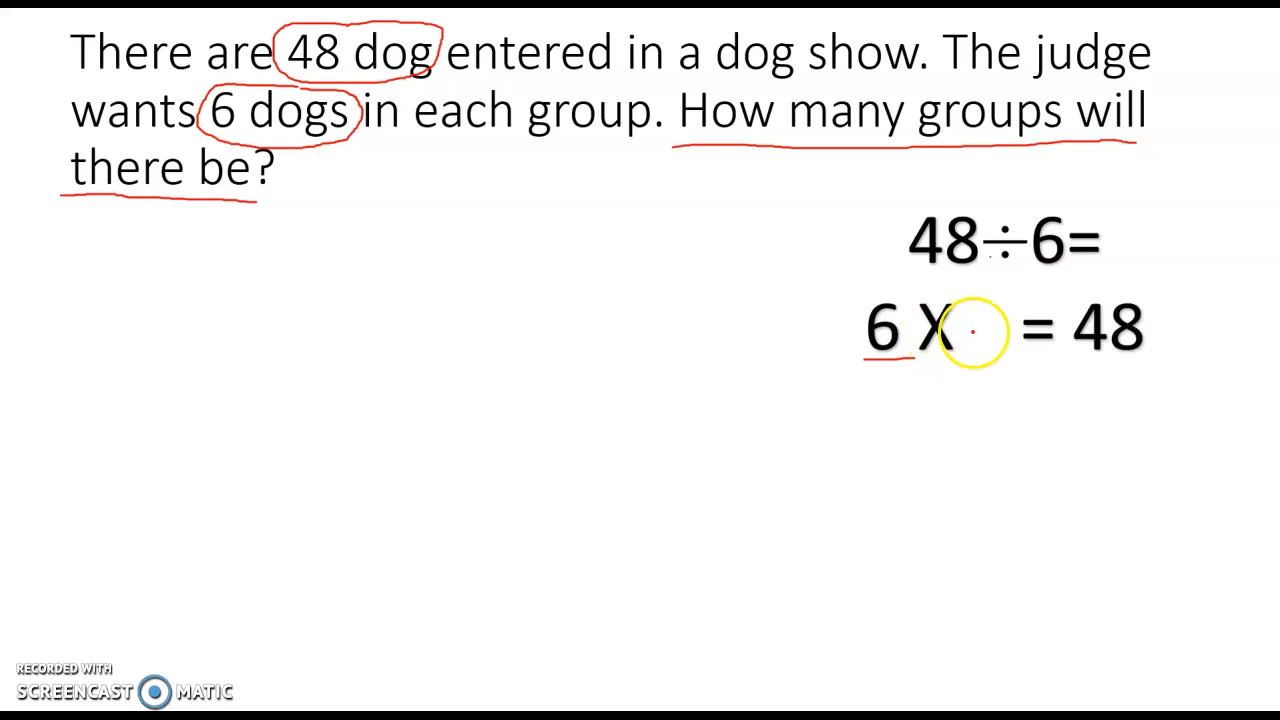 There are 48 dog entered in a dog show. The judge
wants 6 dogs in each group. How many groups will
there be?
48÷6=
6 X = 48
RECORDED WITH
SCREENCAST MATIC